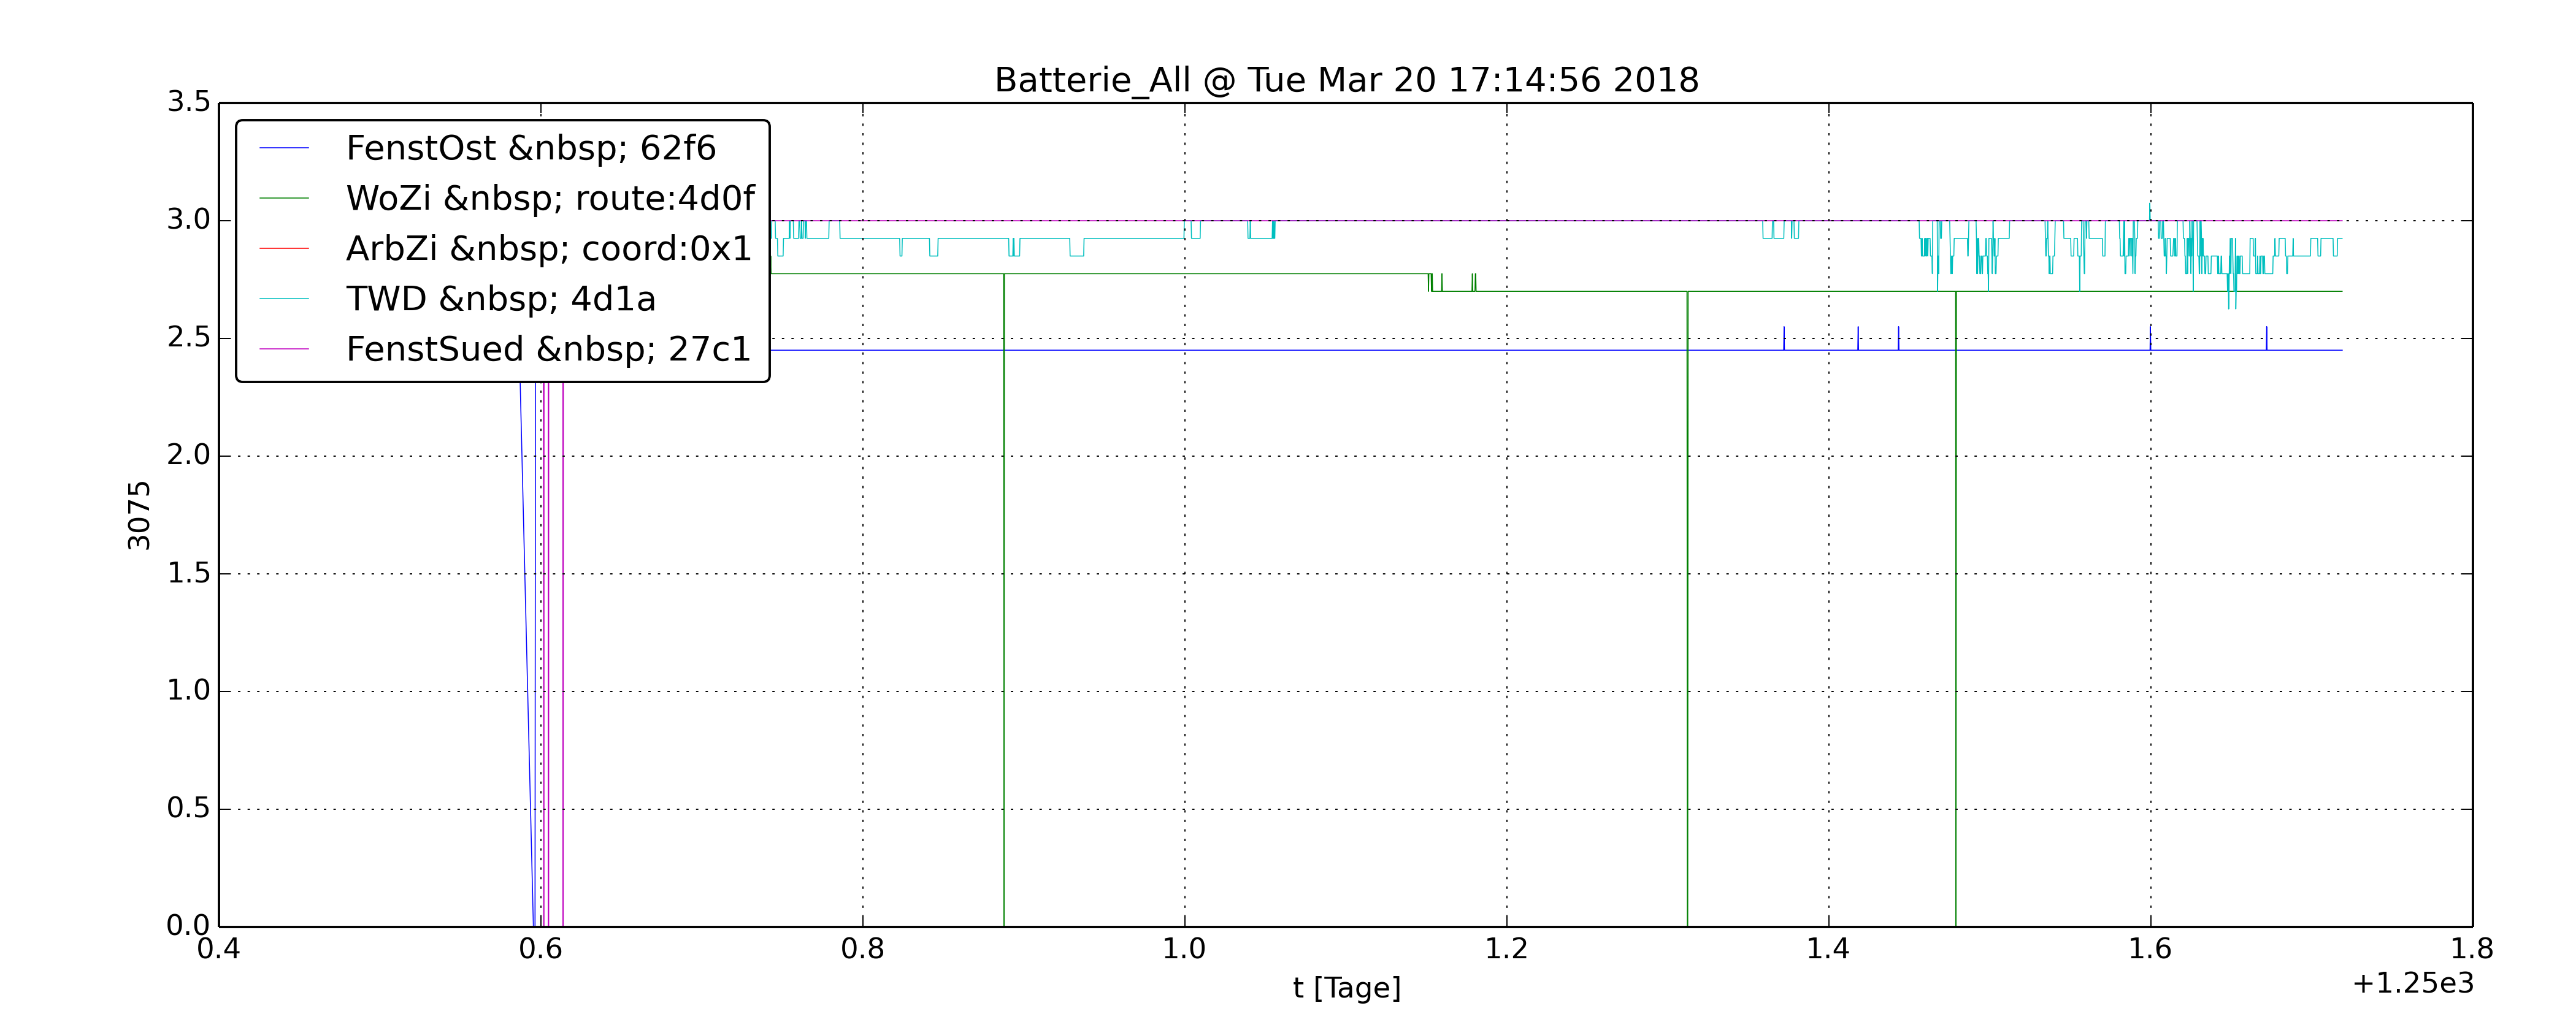 Batterie_All @ Tue Mar 20 17:14:56 2018
3.5
3.0
2.5
2.0
1.5
1.0
0.5
0.0
3075
FenstOst &nbsp; 62f6
WoZi &nbsp; route:4d0f
ArbZi &nbsp; coord:0x1
TWD &nbsp; 4d1a
FenstSued &nbsp; 27c1
0.4 0.6 0.8 1.0 1.2 1.4 1.6 1.8
t [Tage]
+1.25e3